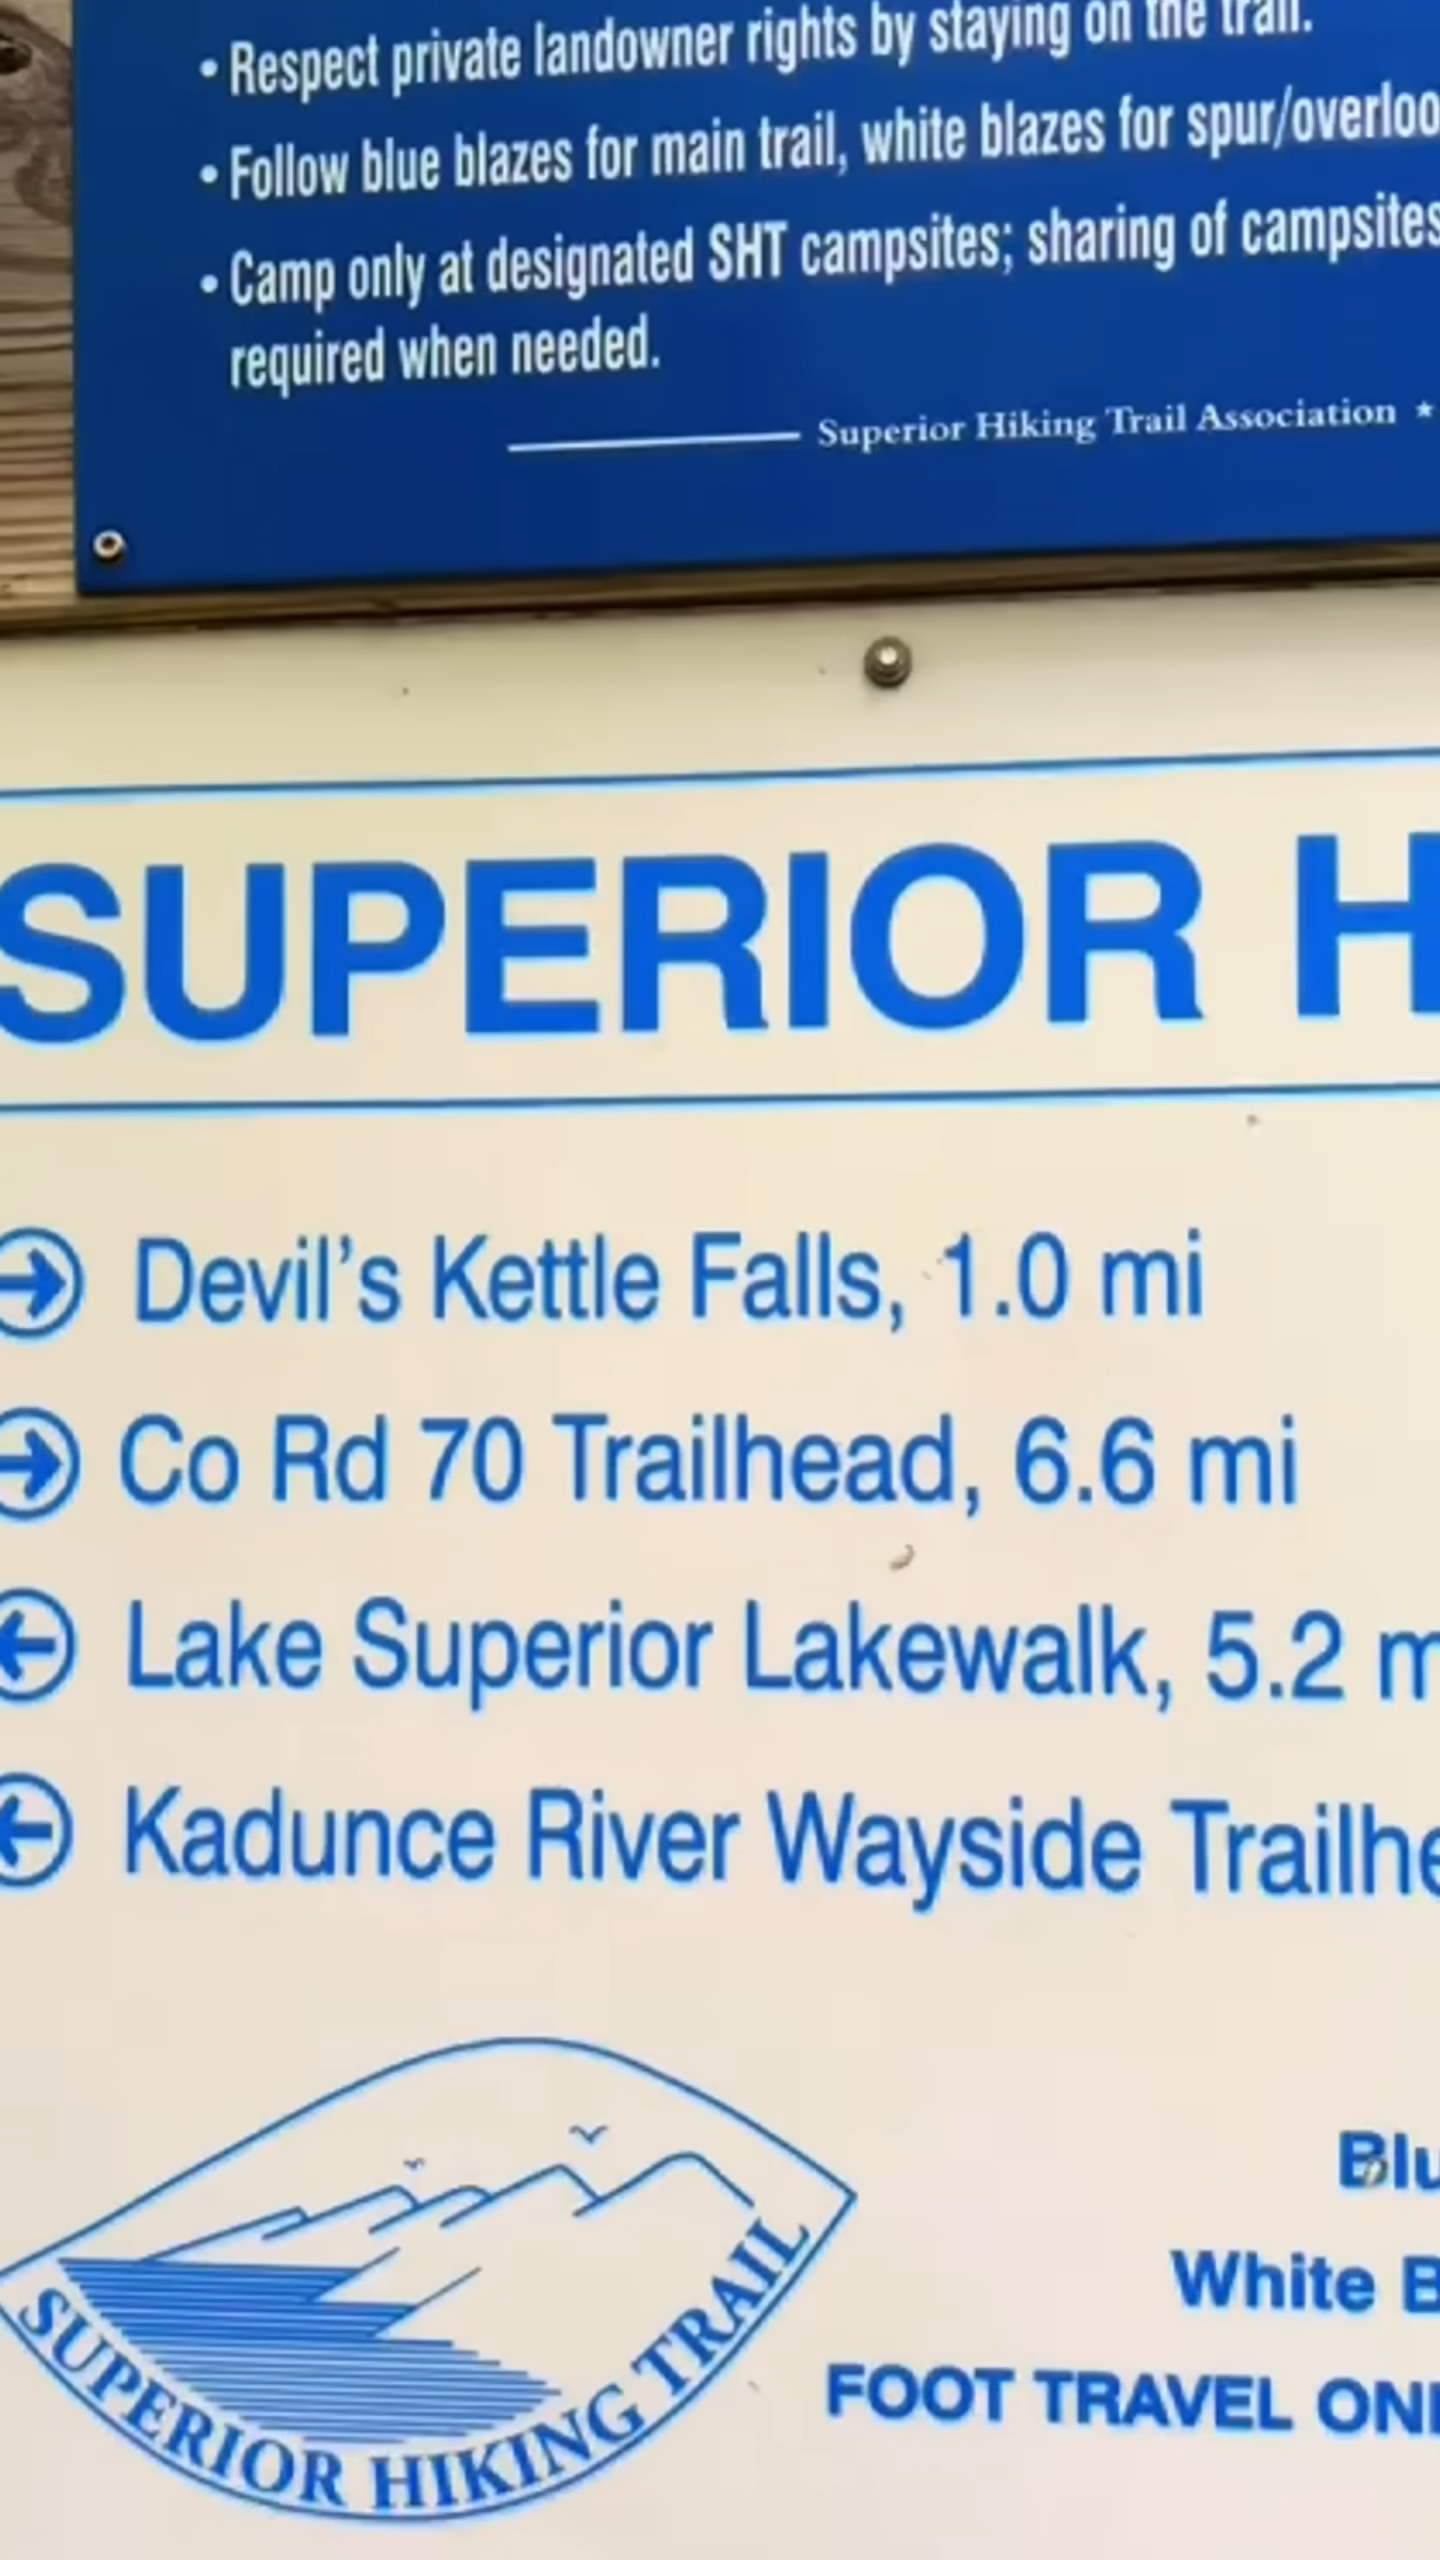 • Respect private landowner rights by staying on the trail.
• Follow blue blazes for main trail, white blazes for spur/overloo
• Camp only at designated SHT campsites; sharing of campsites
required when needed.
Superior Hiking Trail Association ★
SUPERIOR H
→ Devil's Kettle Falls, 1.0 mi
→ Co Rd 70 Trailhead, 6.6 mi
← Lake Superior Lakewalk, 5.2 m
← Kadunce River Wayside Trailhe
Blu
White B
FOOT TRAVEL ONL
SUPERIOR HIKING TRAIL